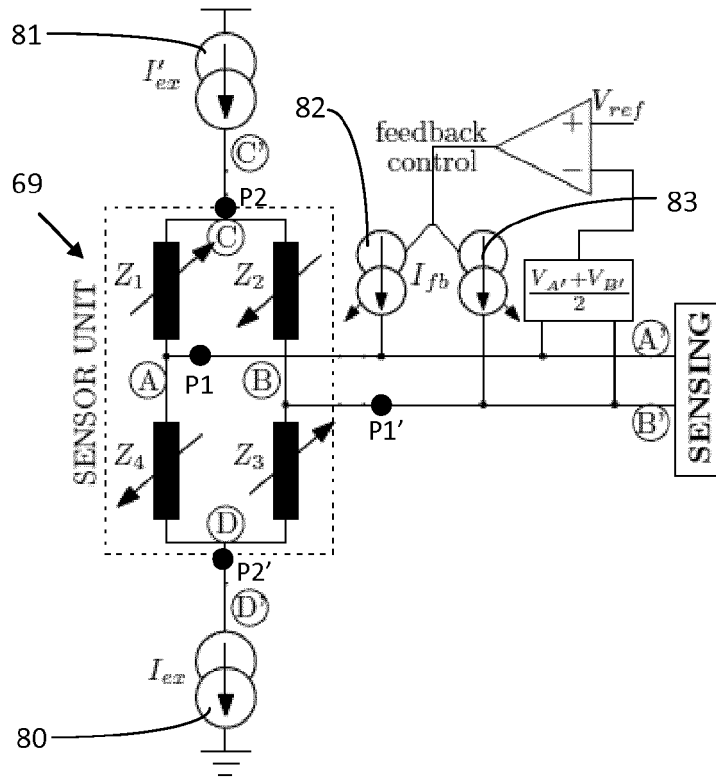 81
I'ex
82
Vref
feedback
control
+
−
C'
P2
69
83
C
Z1
Z2
Ifb
VA'+VB'
2
A
P1
B
A'
P1'
B'
SENSING
SENSOR UNIT
Z4
Z3
D
P2'
D'
Iex
80